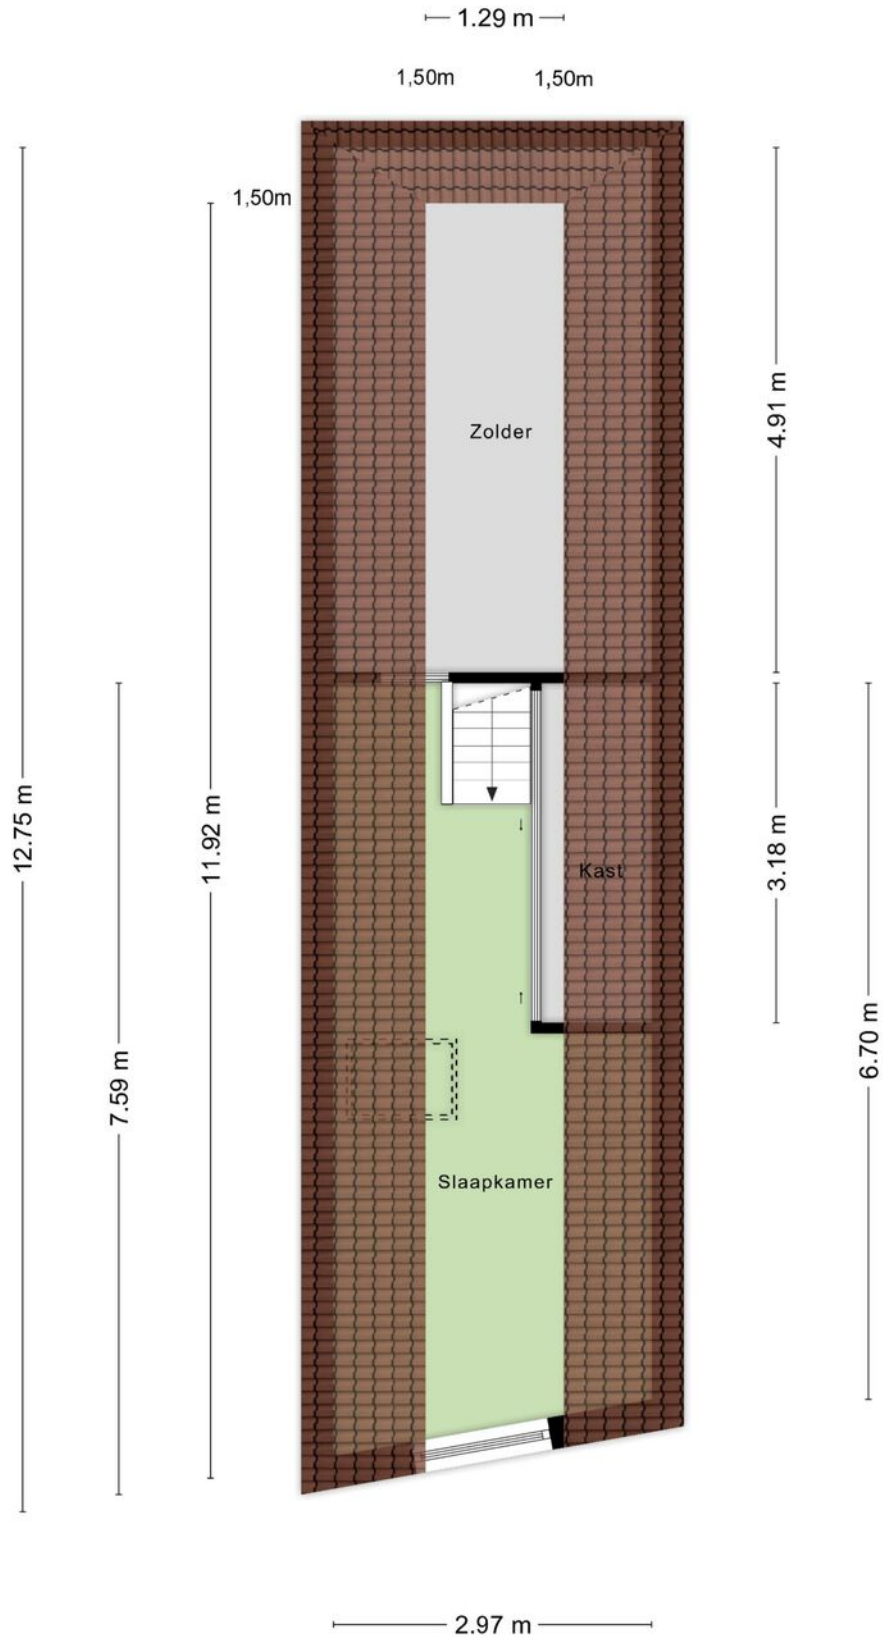 1.29 m
1,50m 1,50m
1,50m
4.91 m
Zolder
12.75 m
11.92 m
3.18 m
Kast
7.59 m
6.70 m
Slaapkamer
2.97 m